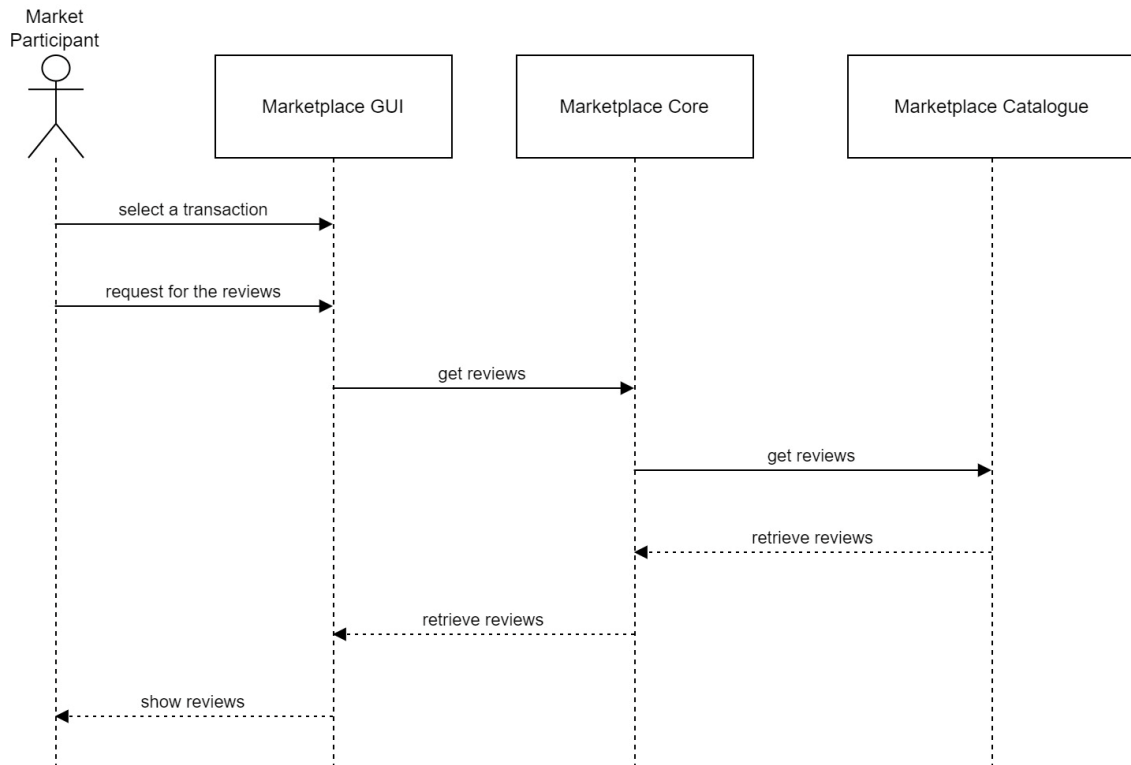 Market
Participant
Marketplace GUI
Marketplace Core
Marketplace Catalogue
select a transaction
request for the reviews
get reviews
get reviews
retrieve reviews
retrieve reviews
show reviews